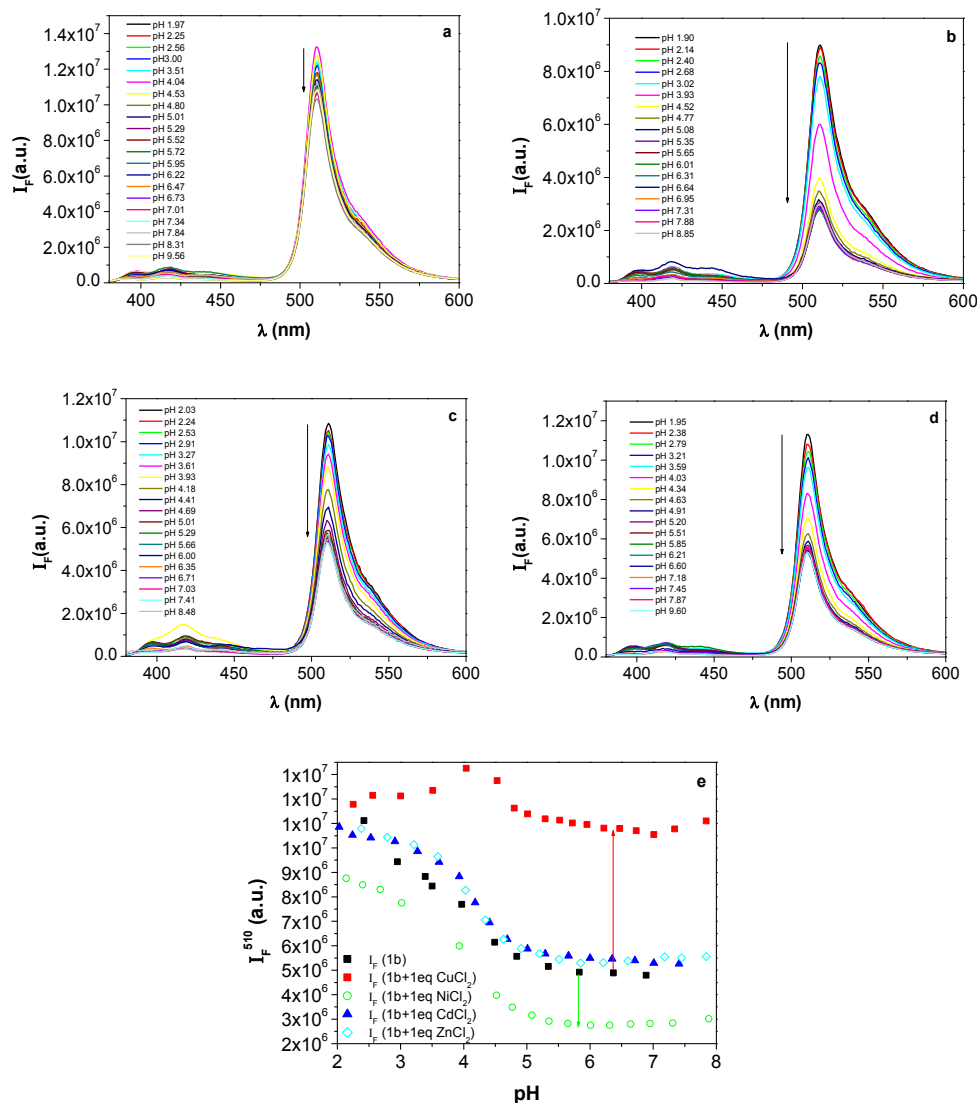 a
I_F(a.u.)
1.4x10^7
1.2x10^7
1.0x10^7
8.0x10^6
6.0x10^6
4.0x10^6
2.0x10^6
0.0
pH 1.97
pH 2.25
pH 2.56
pH3.00
pH 3.51
pH 4.04
pH 4.53
pH 4.80
pH 5.01
pH 5.29
pH 5.52
pH 5.72
pH 5.95
pH 6.22
pH 6.47
pH 6.73
pH 7.01
pH 7.34
pH 7.84
pH 8.31
pH 9.56
400 450 500 550 600
λ (nm)
b
I_F(a.u.)
1.0x10^7
8.0x10^6
6.0x10^6
4.0x10^6
2.0x10^6
0.0
pH 1.90
pH 2.14
pH 2.40
pH 2.68
pH 3.02
pH 3.93
pH 4.52
pH 4.77
pH 5.08
pH 5.35
pH 5.65
pH 6.01
pH 6.31
pH 6.64
pH 6.95
pH 7.31
pH 7.88
pH 8.85
400 450 500 550 600
λ (nm)
c
I_F(a.u.)
1.2x10^7
1.0x10^7
8.0x10^6
6.0x10^6
4.0x10^6
2.0x10^6
0.0
pH 2.03
pH 2.24
pH 2.53
pH 2.91
pH 3.27
pH 3.61
pH 3.93
pH 4.18
pH 4.41
pH 4.69
pH 5.01
pH 5.29
pH 5.66
pH 6.00
pH 6.35
pH 6.71
pH 7.03
pH 7.41
pH 8.48
400 450 500 550 600
λ (nm)
d
I_F(a.u.)
1.2x10^7
1.0x10^7
8.0x10^6
6.0x10^6
4.0x10^6
2.0x10^6
0.0
pH 1.95
pH 2.38
pH 2.79
pH 3.21
pH 3.59
pH 4.03
pH 4.34
pH 4.63
pH 4.91
pH 5.20
pH 5.51
pH 5.85
pH 6.21
pH 6.60
pH 7.18
pH 7.45
pH 7.87
pH 9.60
400 450 500 550 600
λ (nm)
e
I_F^510 (a.u.)
1x10^7
1x10^7
1x10^7
1x10^7
9x10^6
8x10^6
7x10^6
6x10^6
5x10^6
4x10^6
3x10^6
2x10^6
I_F (1b)
I_F (1b+1eq CuCl_2)
I_F (1b+1eq NiCl_2)
I_F (1b+1eq CdCl_2)
I_F (1b+1eq ZnCl_2)
2 3 4 5 6 7 8
pH